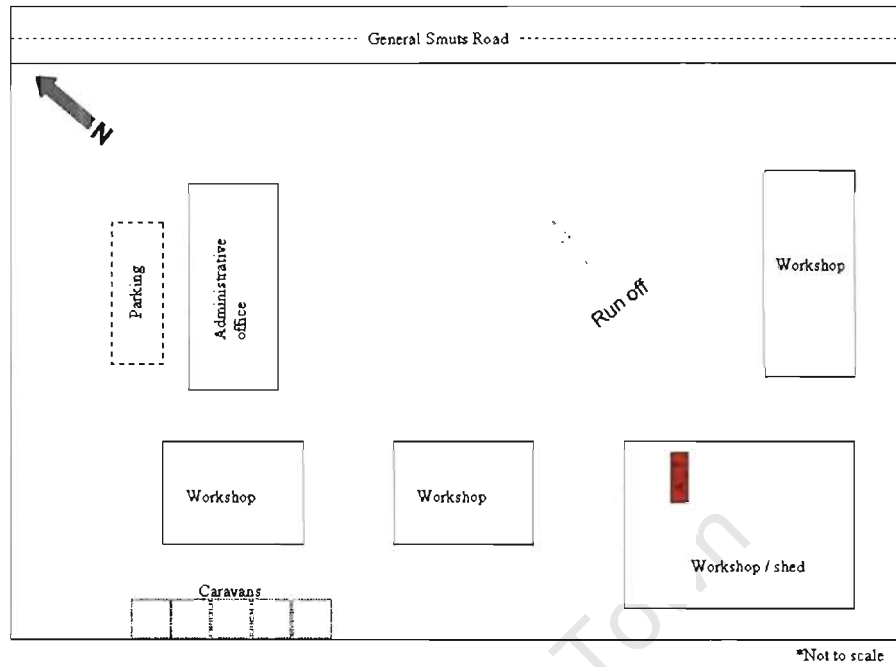 General Smuts Road
N
Parking
Administrative
office
Run off
Workshop
Workshop
Workshop
Workshop / shed
Caravans
*Not to scale